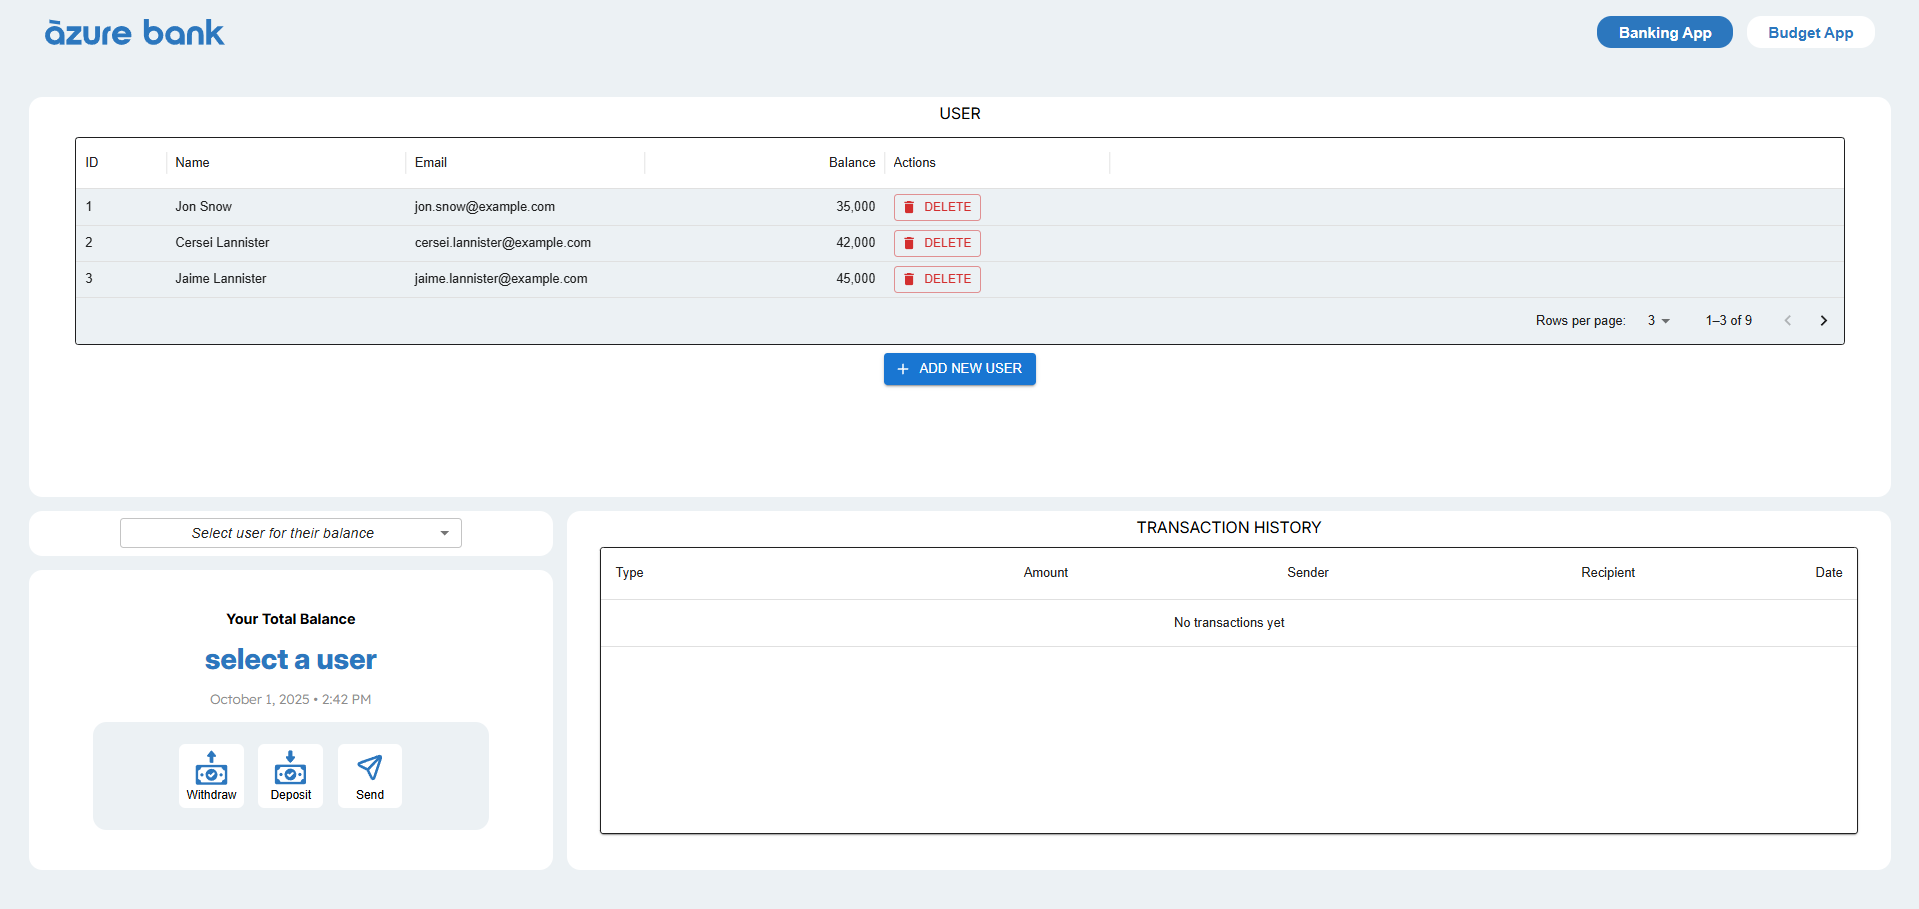 àzure bank
Banking App
Budget App
USER
ID Name Email Balance Actions
1 Jon Snow jon.snow@example.com 35,000 DELETE
2 Cersei Lannister cersei.lannister@example.com 42,000 DELETE
3 Jaime Lannister jaime.lannister@example.com 45,000 DELETE
Rows per page: 3 1–3 of 9
ADD NEW USER
Select user for their balance
Your Total Balance
select a user
October 1, 2025 • 2:42 PM
Withdraw Deposit Send
TRANSACTION HISTORY
Type Amount Sender Recipient Date
No transactions yet